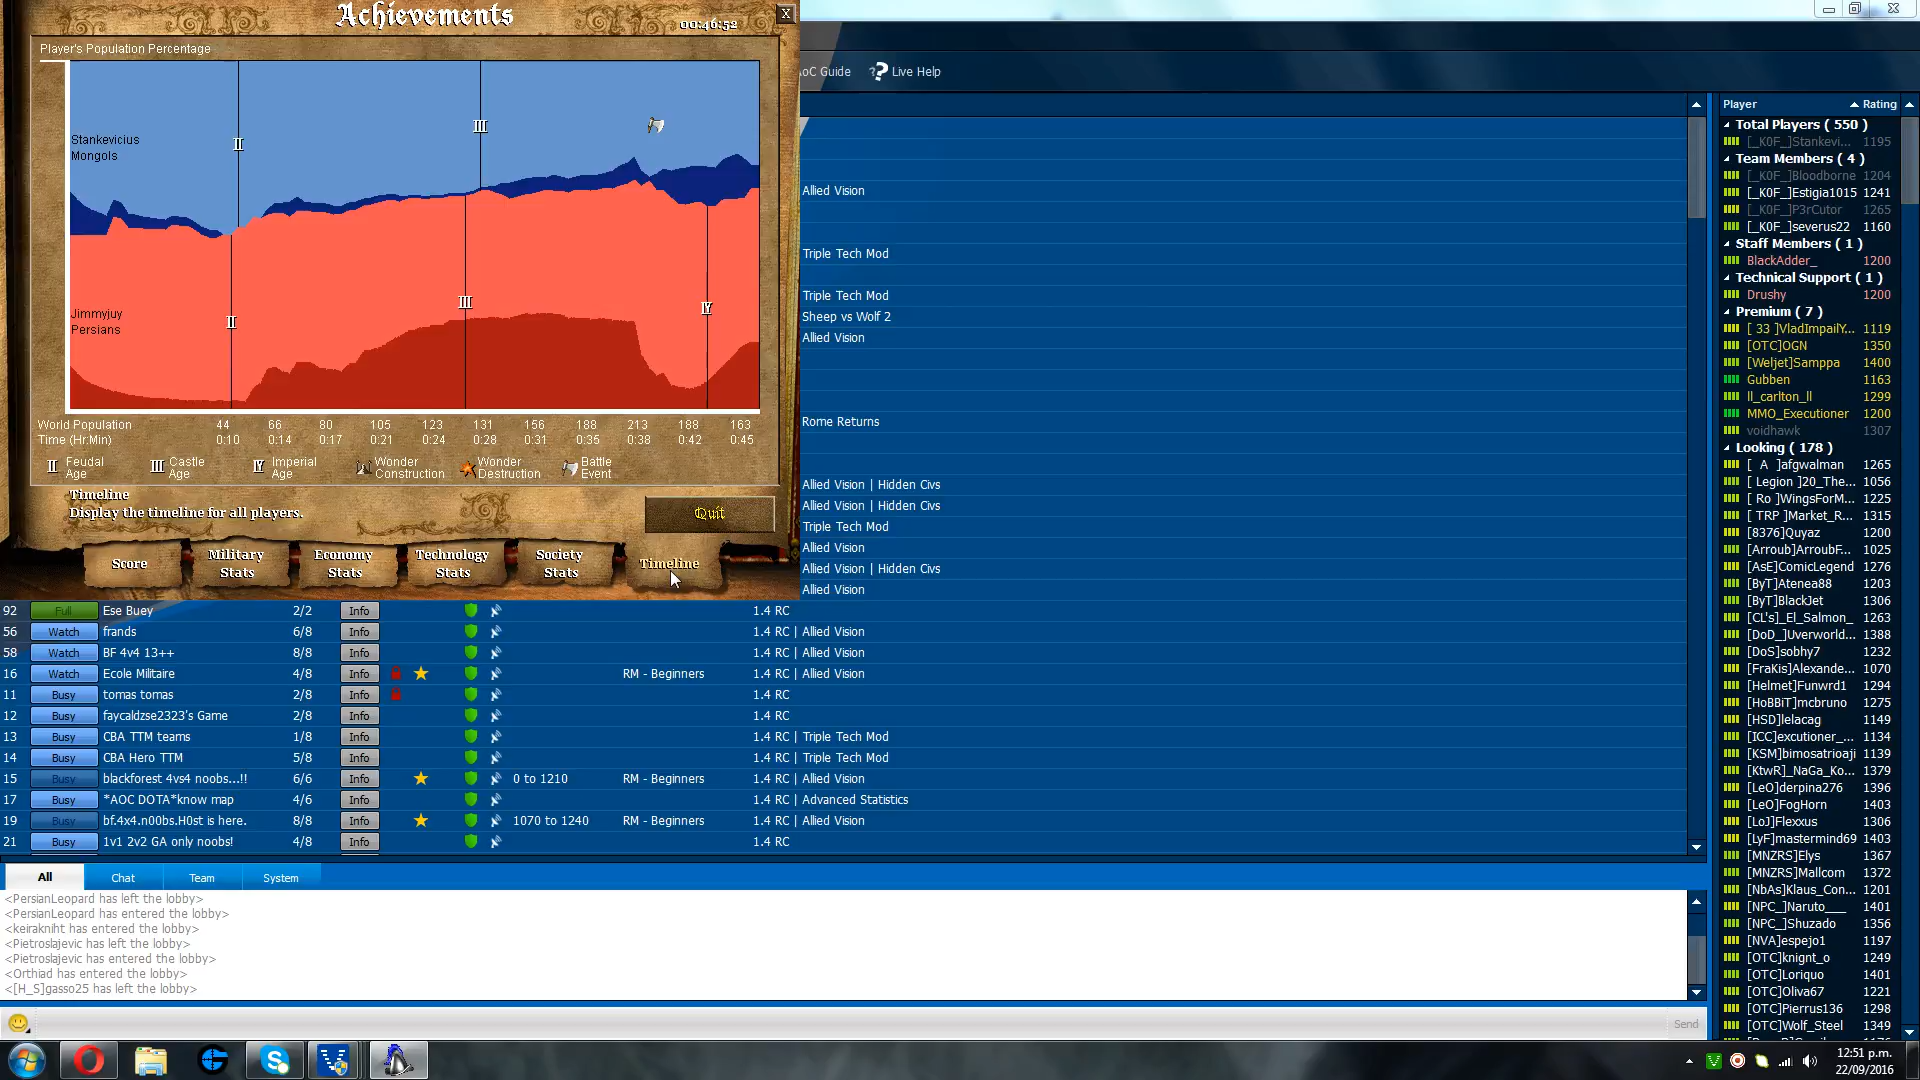 Achievements
00:46:52
X
Player's Population Percentage
Stankevicius
Mongols
II
III
Jimmyjuy
Persians
II
III
IV
World Population 44 66 80 105 123 131 156 188 213 188 163
Time (Hr:Min) 0:10 0:14 0:17 0:21 0:24 0:28 0:31 0:35 0:38 0:42 0:45
II Feudal Age
III Castle Age
IV Imperial Age
Wonder Construction
Wonder Destruction
Battle Event
Timeline
Display the timeline for all players.
Quit
Score
Military Stats
Economy Stats
Technology Stats
Society Stats
Timeline
AoC Guide
Live Help
Allied Vision
Triple Tech Mod
Triple Tech Mod
Sheep vs Wolf 2
Allied Vision
Rome Returns
Allied Vision | Hidden Civs
Allied Vision | Hidden Civs
Triple Tech Mod
Allied Vision
Allied Vision | Hidden Civs
Allied Vision
92 Full Ese Buey 2/2 Info 1.4 RC
56 Watch frands 6/8 Info 1.4 RC | Allied Vision
58 Watch BF 4v4 13++ 8/8 Info 1.4 RC | Allied Vision
16 Watch Ecole Militaire 4/8 Info RM - Beginners 1.4 RC | Allied Vision
11 Busy tomas tomas 2/8 Info 1.4 RC
12 Busy faycaldzse2323's Game 2/8 Info 1.4 RC
13 Busy CBA TTM teams 1/8 Info 1.4 RC | Triple Tech Mod
14 Busy CBA Hero TTM 5/8 Info 1.4 RC | Triple Tech Mod
15 Busy blackforest 4vs4 noobs...!! 6/6 Info 0 to 1210 RM - Beginners 1.4 RC | Allied Vision
17 Busy *AOC DOTA*know map 4/6 Info 1.4 RC | Advanced Statistics
19 Busy bf.4x4.n00bs.H0st is here. 8/8 Info 1070 to 1240 RM - Beginners 1.4 RC | Allied Vision
21 Busy 1v1 2v2 GA only noobs! 4/8 Info 1.4 RC
All Chat Team System
<PersianLeopard has left the lobby>
<PersianLeopard has entered the lobby>
<keirakniht has entered the lobby>
<Pietroslajevic has left the lobby>
<Pietroslajevic has entered the lobby>
<Orthiad has entered the lobby>
<[H_S]gasso25 has left the lobby>
Send
Player Rating
Total Players ( 550 )
[_K0F_]Stankevi... 1195
Team Members ( 4 )
[_K0F_]Bloodborne 1204
[_K0F_]Estigia1015 1241
[_K0F_]P3rCutor 1265
[_K0F_]severus22 1160
Staff Members ( 1 )
BlackAdder_ 1200
Technical Support ( 1 )
Drushy 1200
Premium ( 7 )
[ 33 ]VladImpailY... 1119
[OTC]OGN 1350
[Weljet]Samppa 1400
Gubben 1163
ll_carlton_ll 1299
MMO_Executioner 1200
voidhawk 1307
Looking ( 178 )
[ A ]afgwalman 1265
[ Legion ]20_The... 1056
[ Ro ]WingsForM... 1225
[ TRP ]Market_R... 1315
[8376]Quyaz 1200
[Arroub]ArroubF... 1025
[AsE]ComicLegend 1276
[ByT]Atenea88 1203
[ByT]BlackJet 1306
[CL's]_El_Salmon_ 1263
[DoD_]Uverworld... 1388
[DoS]sobhy7 1232
[FraKis]Alexande... 1070
[Helmet]Funwrd1 1294
[HoBBiT]mcbruno 1275
[HSD]lelacag 1149
[ICC]excutioner_... 1134
[KSM]bimosatrioaji 1139
[KtwR]_NaGa_Ko... 1379
[LeO]derpina276 1396
[LeO]FogHorn 1403
[LoJ]Flexxus 1306
[LyF]mastermind69 1403
[MNZRS]Elys 1367
[MNZRS]Mallcom 1372
[NbAs]Klaus_Con... 1201
[NPC_]Naruto___ 1401
[NPC_]Shuzado 1356
[NVA]espejo1 1197
[OTC]knignt_o 1249
[OTC]Loriquo 1401
[OTC]Oliva67 1221
[OTC]Pierrus136 1298
[OTC]Wolf_Steel 1349
12:51 p.m.
22/09/2016